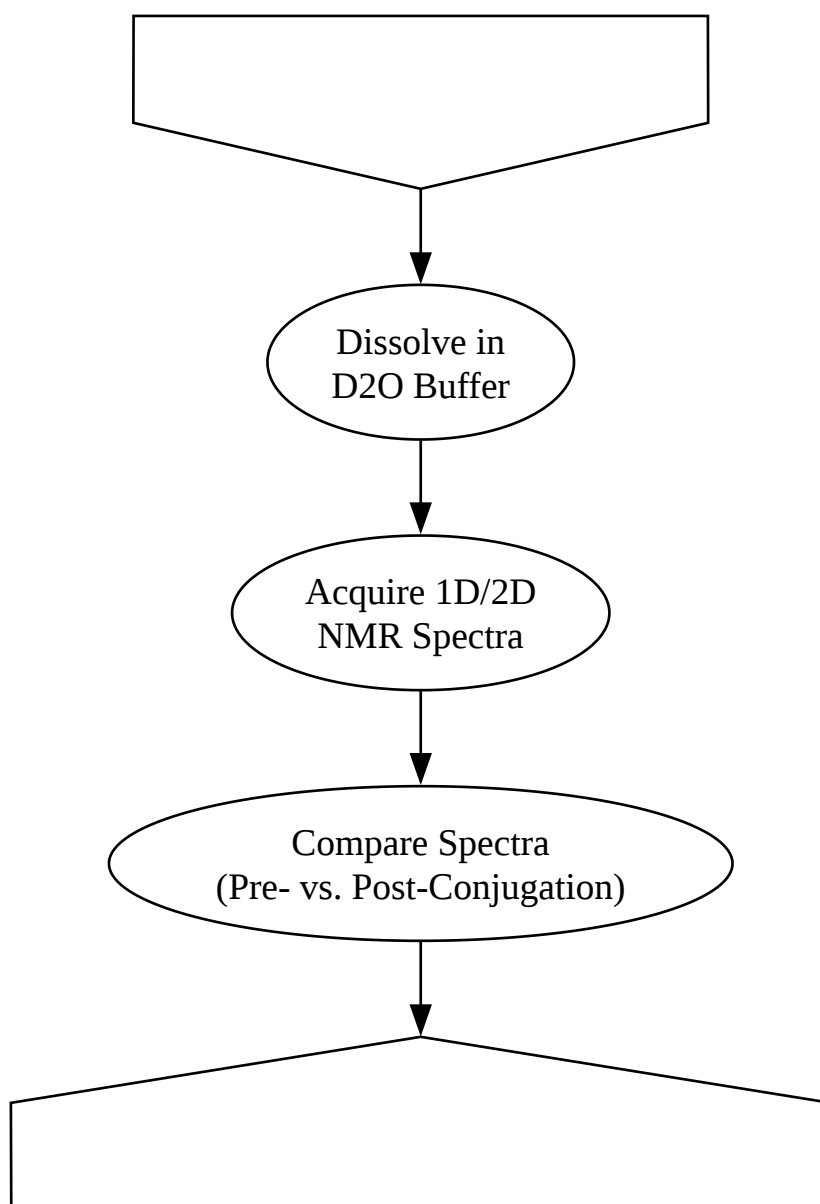 Dissolve in
D2O Buffer
Acquire 1D/2D
NMR Spectra
Compare Spectra
(Pre- vs. Post-Conjugation)